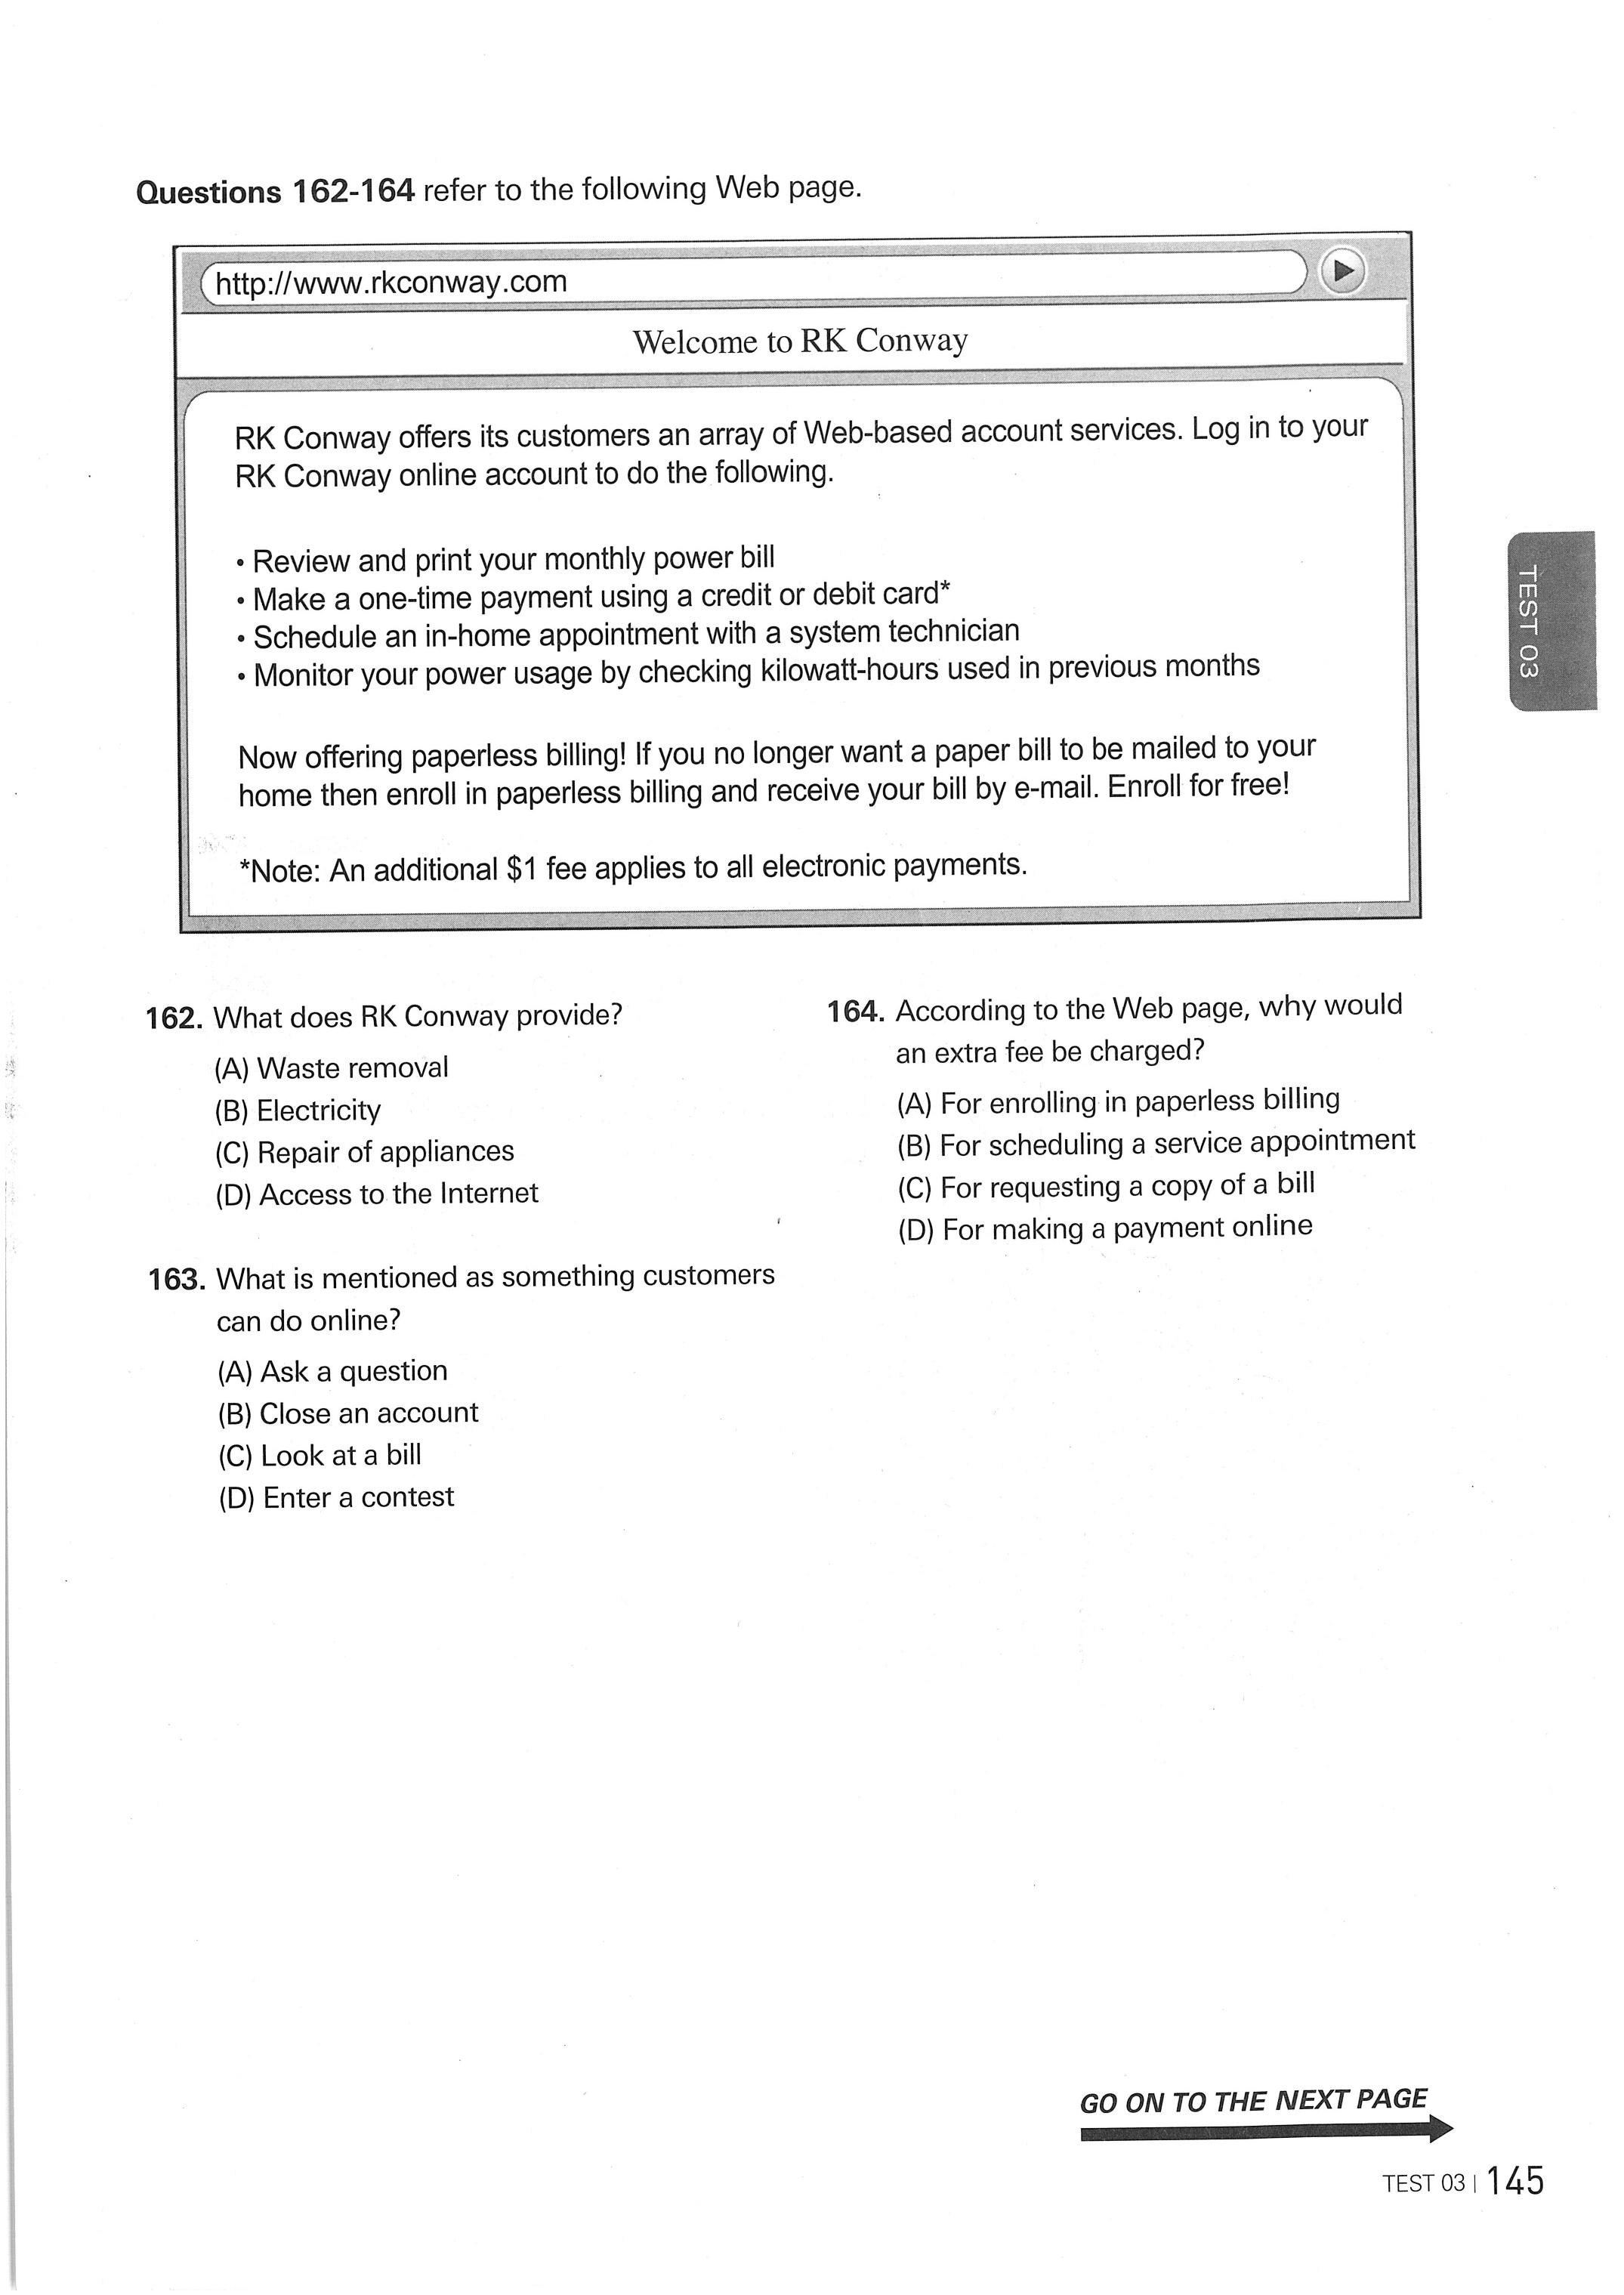 Questions 162-164 refer to the following Web page.
http://www.rkconway.com
Welcome to RK Conway
RK Conway offers its customers an array of Web-based account services. Log in to your
RK Conway online account to do the following.
• Review and print your monthly power bill
• Make a one-time payment using a credit or debit card*
• Schedule an in-home appointment with a system technician
• Monitor your power usage by checking kilowatt-hours used in previous months
Now offering paperless billing! If you no longer want a paper bill to be mailed to your
home then enroll in paperless billing and receive your bill by e-mail. Enroll for free!
*Note: An additional $1 fee applies to all electronic payments.
TEST 03
162. What does RK Conway provide?
(A) Waste removal
(B) Electricity
(C) Repair of appliances
(D) Access to the Internet
163. What is mentioned as something customers
can do online?
(A) Ask a question
(B) Close an account
(C) Look at a bill
(D) Enter a contest
164. According to the Web page, why would
an extra fee be charged?
(A) For enrolling in paperless billing
(B) For scheduling a service appointment
(C) For requesting a copy of a bill
(D) For making a payment online
GO ON TO THE NEXT PAGE
TEST 03 | 145